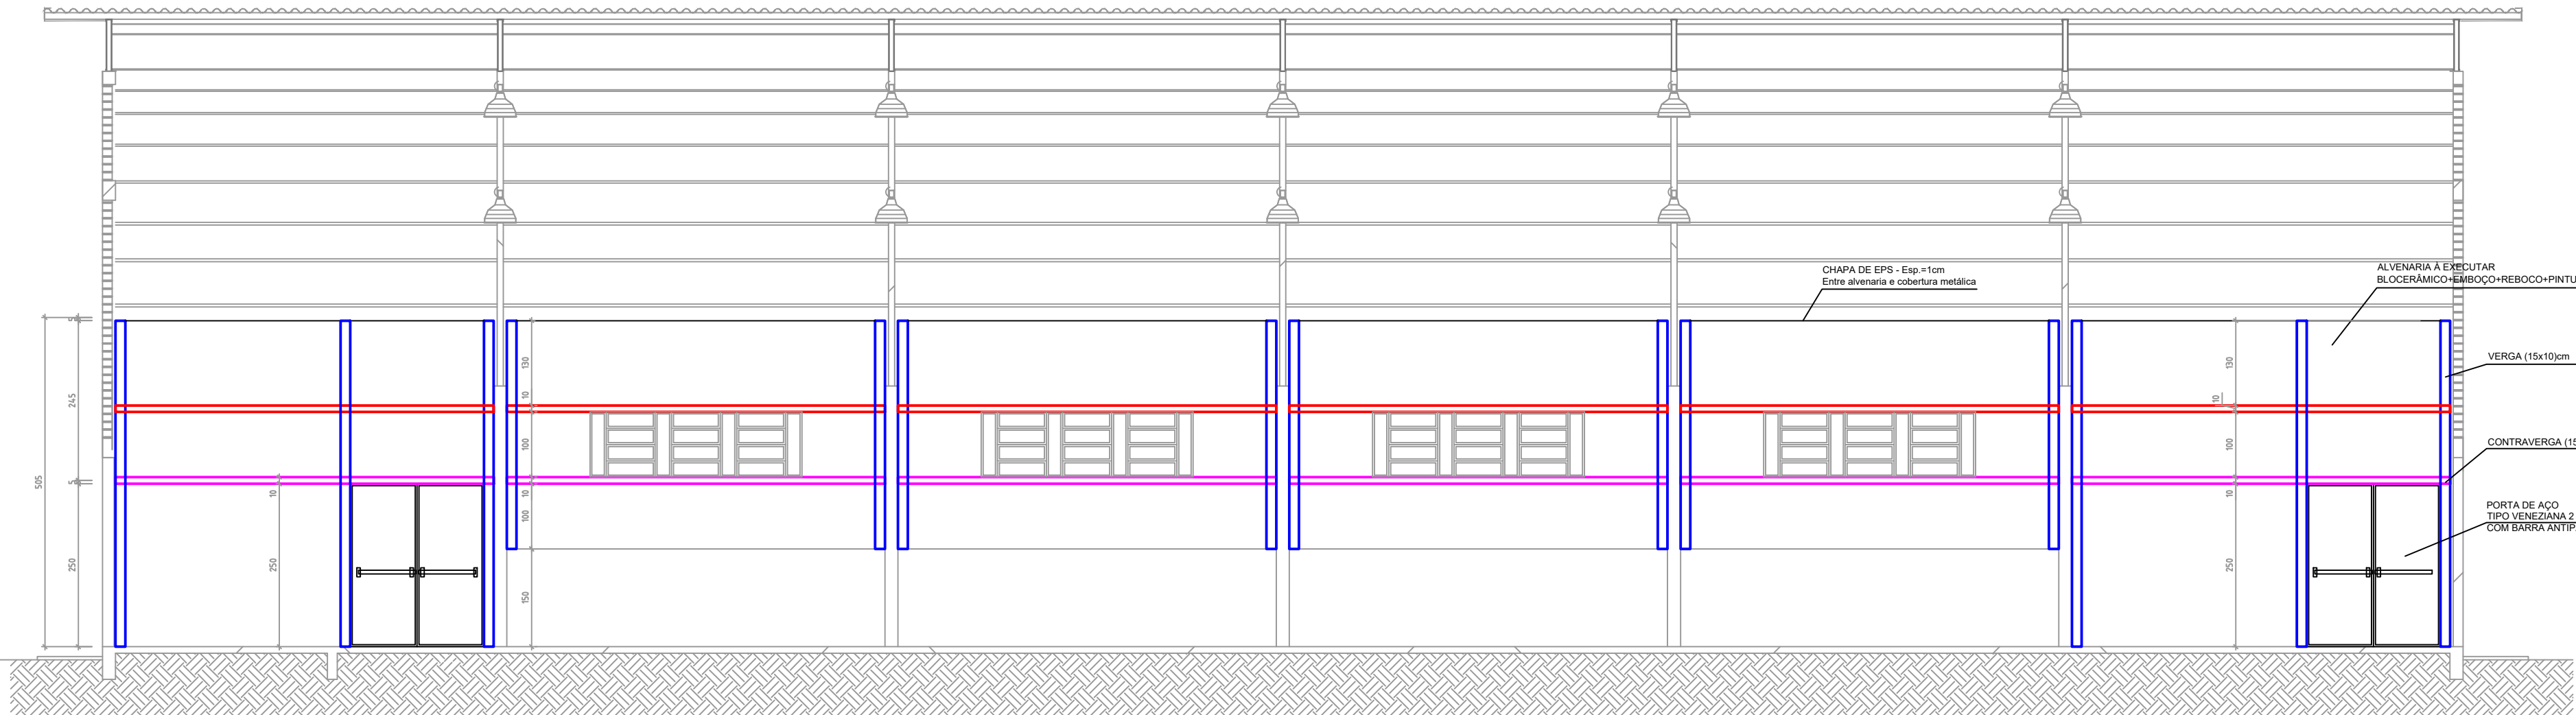 CHAPA DE EPS - Esp.=1cm
Entre alvenaria e cobertura metálica
ALVENARIA À EXECUTAR
BLOCERÂMICO+EMBOÇO+REBOCO+PINTU
VERGA (15x10)cm
CONTRAVERGA (15
PORTA DE AÇO
TIPO VENEZIANA 2
COM BARRA ANTIP
505
5
245
5
250
10
250
130
10
100
10
100
150
130
10
100
10
250